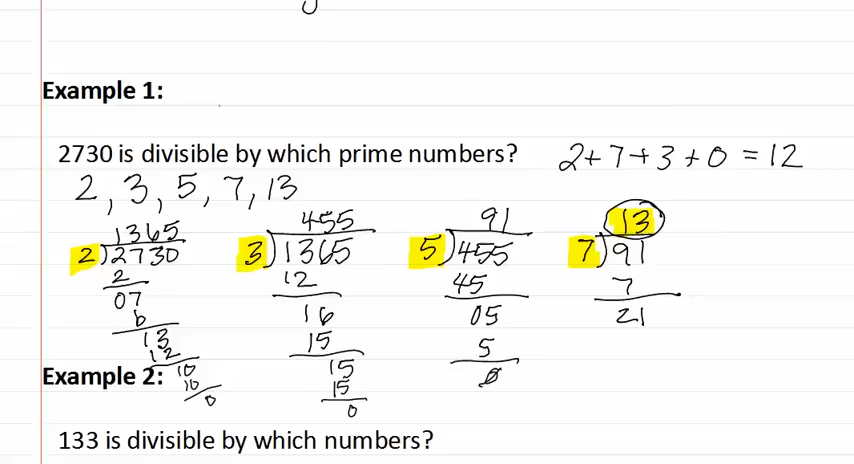 Example 1:
2730 is divisible by which prime numbers? 2+7+3+0 = 12
2, 3, 5, 7, 13
1365 455 91 13
2)2730 3)1365 5)455 7)91
2 12 45 7
07 16 05 21
6 15 5
13 15 0
12 15
10 0
10
0
Example 2:
133 is divisible by which numbers?